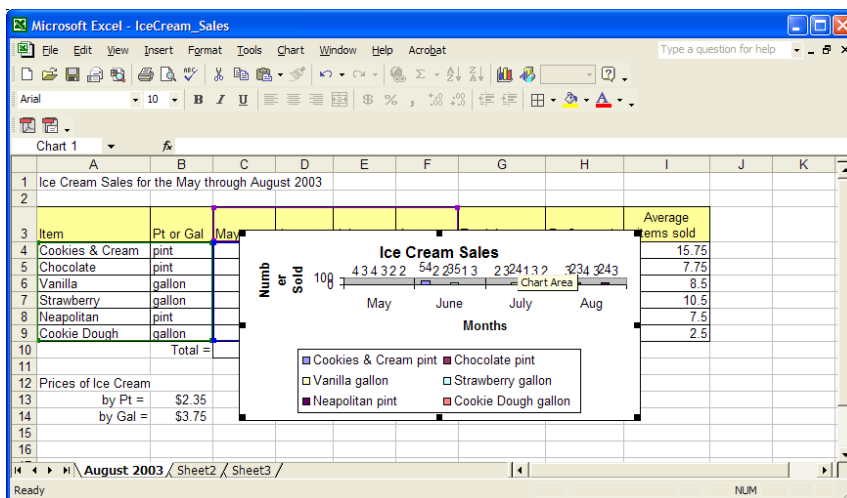 Microsoft Excel - IceCream_Sales
File Edit View Insert Format Tools Chart Window Help Acrobat Type a question for help
Arial 10 B I U $ % ,
Chart 1 fx
A B C D E F G H I J K
1 Ice Cream Sales for the May through August 2003
2
Average
3 Item Pt or Gal May items sold
4 Cookies & Cream pint 15.75
5 Chocolate pint 7.75
6 Vanilla gallon 8.5
7 Strawberry gallon 10.5
8 Neapolitan pint 7.5
9 Cookie Dough gallon 2.5
10 Total =
11
12 Prices of Ice Cream
13 by Pt = $2.35
14 by Gal = $3.75
15
16
Ice Cream Sales
Numb
er
Sold
100
0
Chart Area
May June July Aug
Months
Cookies & Cream pint Chocolate pint
Vanilla gallon Strawberry gallon
Neapolitan pint Cookie Dough gallon
August 2003 Sheet2 Sheet3
Ready NUM